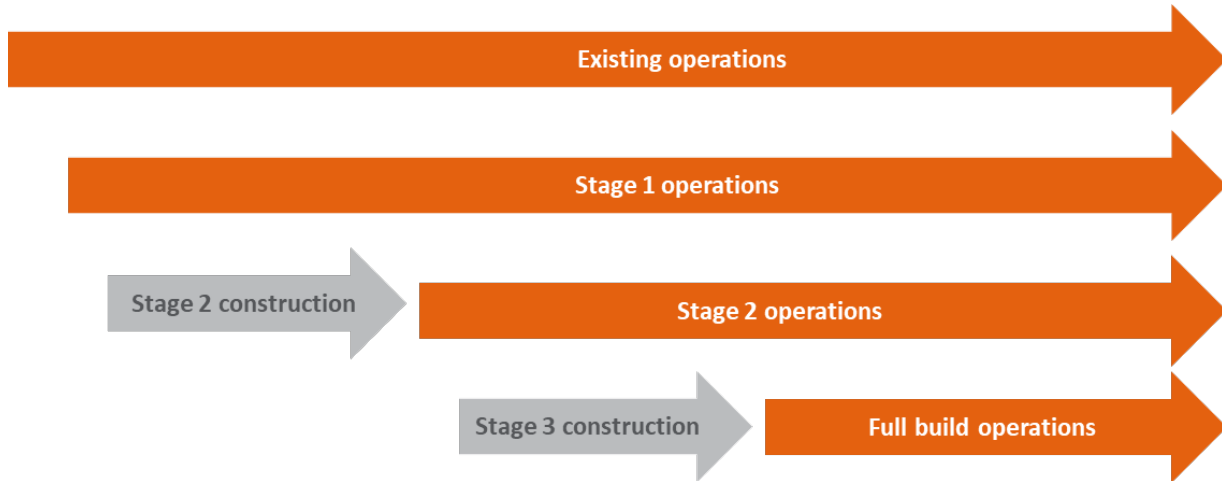 Existing operations
Stage 1 operations
Stage 2 construction
Stage 2 operations
Stage 3 construction
Full build operations